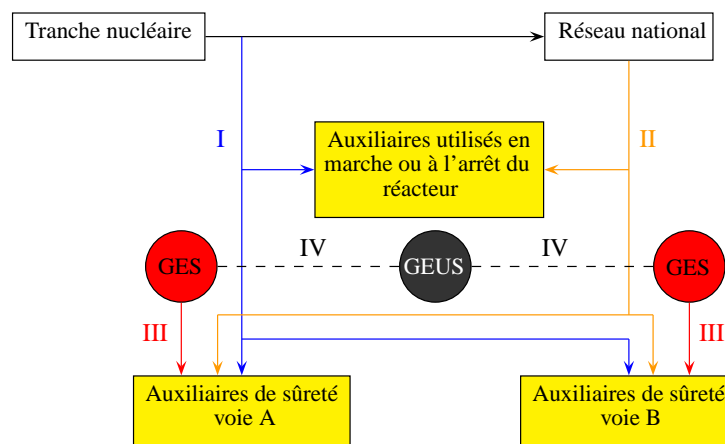 Tranche nucléaire
Réseau national
I
II
Auxiliaires utilisés en
marche ou à l'arrêt du
réacteur
IV
IV
GES
GEUS
GES
III
III
Auxiliaires de sûreté
voie A
Auxiliaires de sûreté
voie B